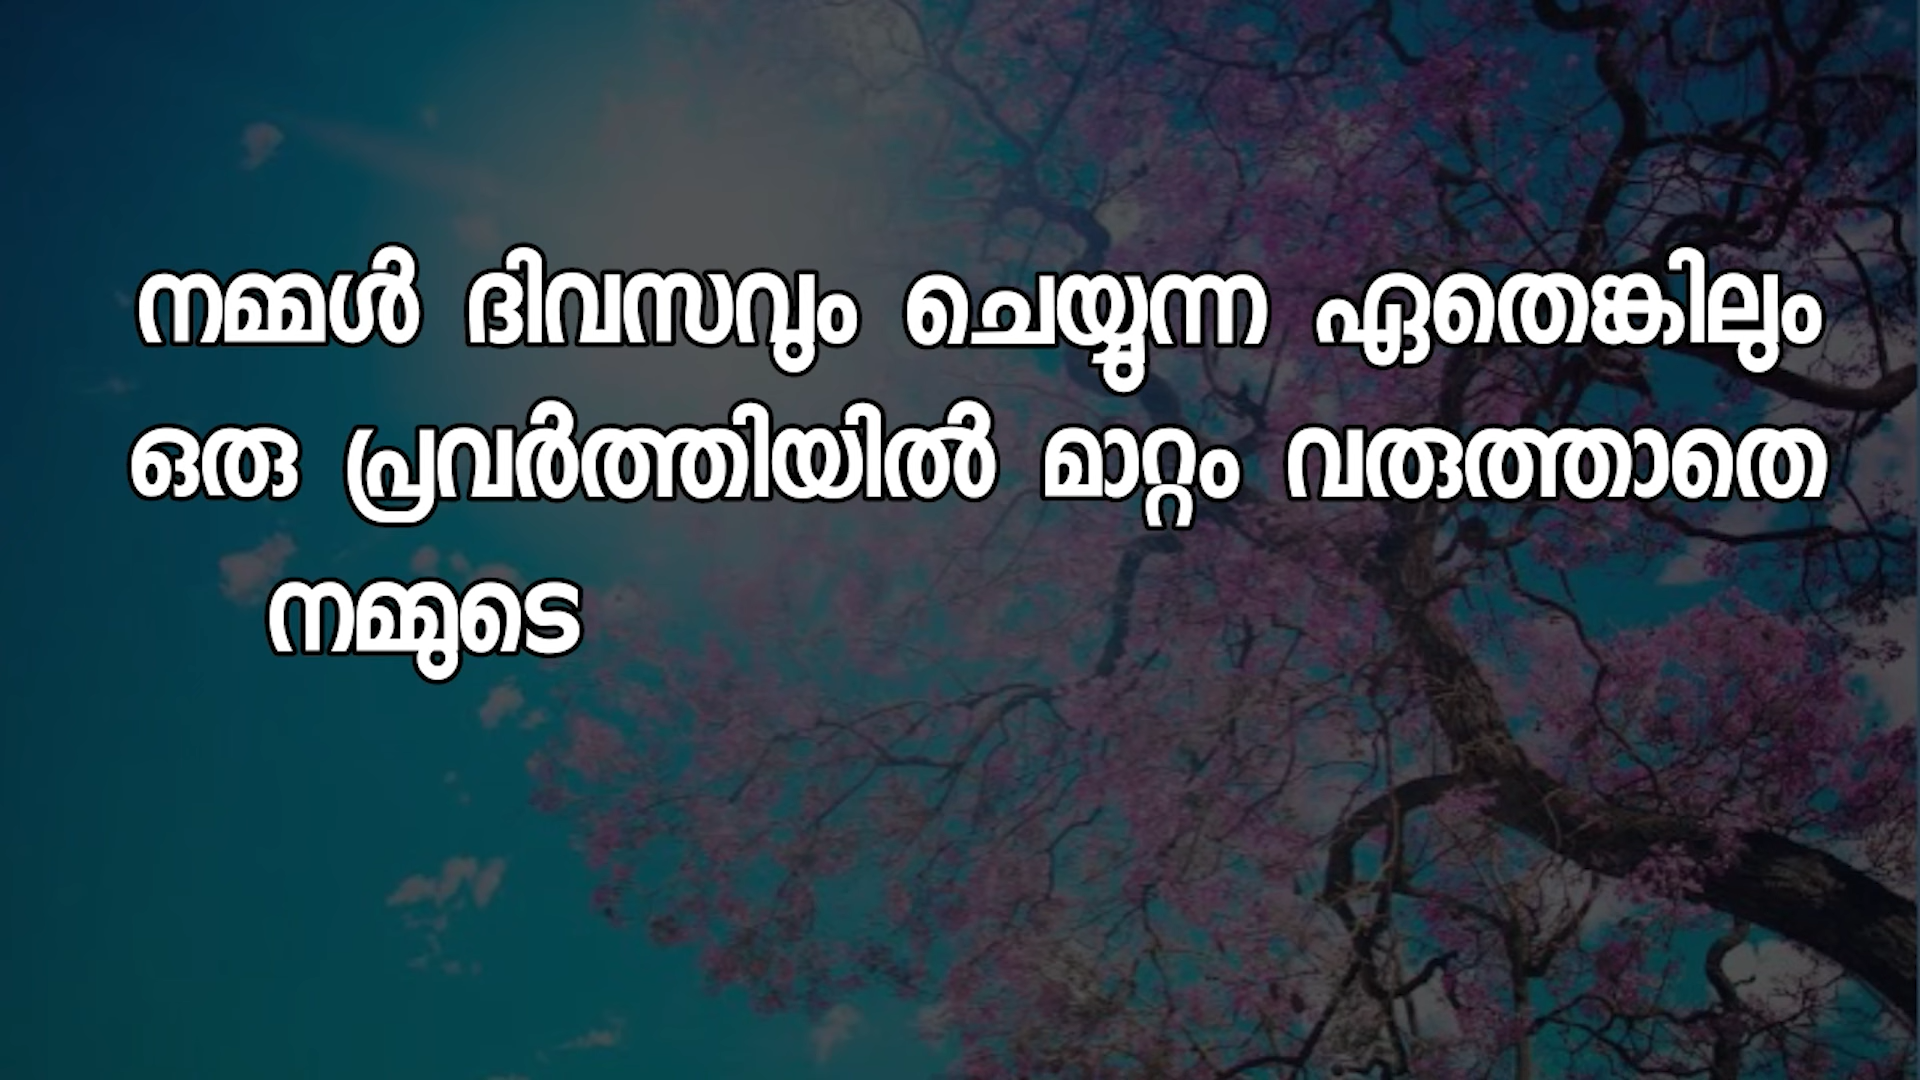 നമ്മൾ ദിവസവും ചെയ്യുന്ന ഏതെങ്കിലും
ഒരു പ്രവർത്തിയിൽ മാറ്റം വരുത്താതെ
നമ്മുടെ